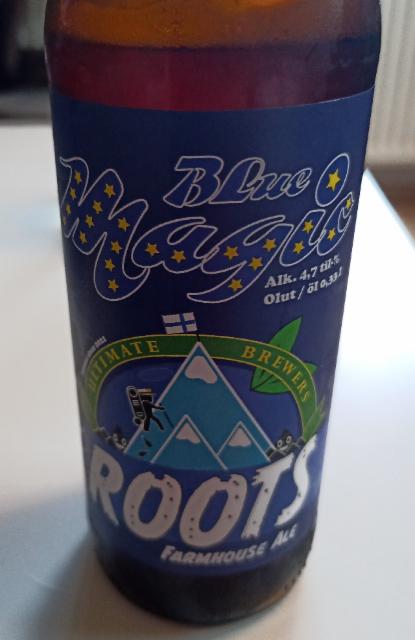 BLue
Magic
Alk. 4,7 til-%
Olut / öl 0,33 l
ULTIMATE BREWERS
ROOTS
FARMHOUSE ALE